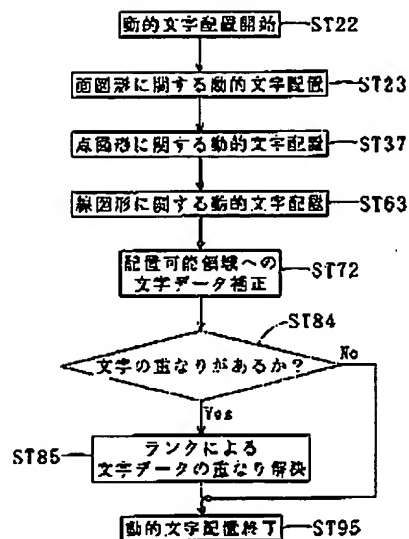 動的文字配置開始 ST22
面図形に関する動的文字配置 ST23
点図形に関する動的文字配置 ST37
線図形に関する動的文字配置 ST63
配置可能領域への
文字データ補正 ST72
ST84
文字の重なりがあるか?
No
Yes
ランクによる
ST85 文字データの重なり解決
動的文字配置終了 ST95